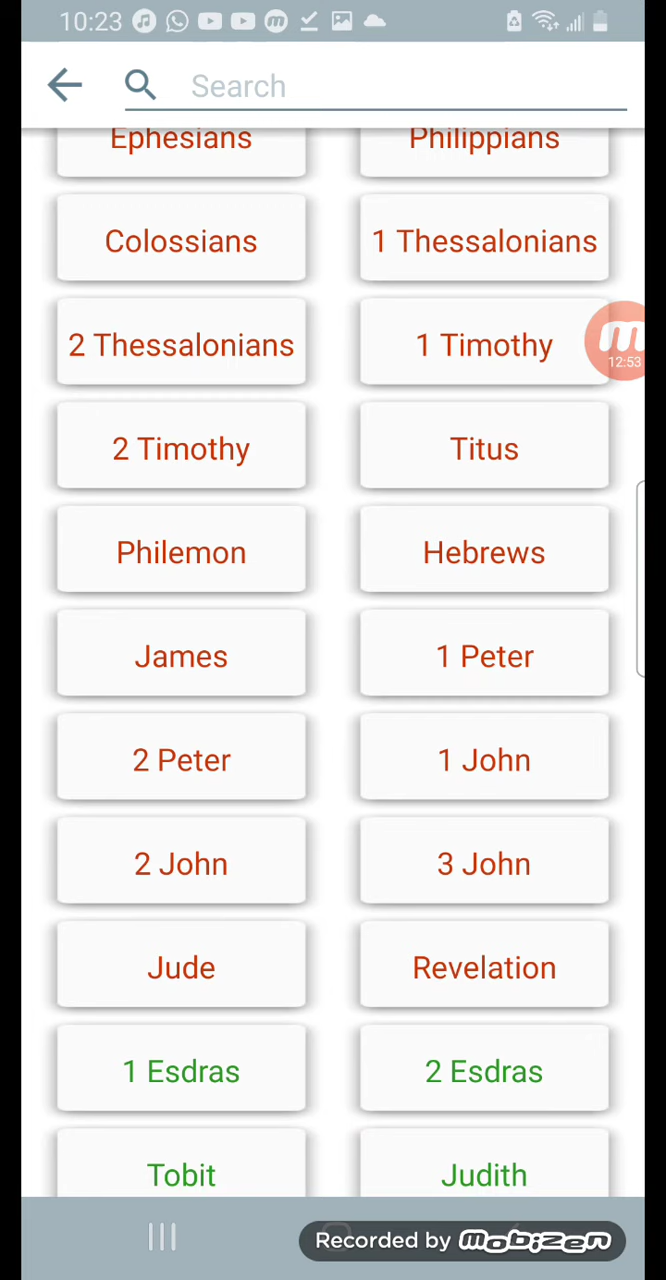 10:23
Search
Ephesians Philippians
Colossians 1 Thessalonians
2 Thessalonians 1 Timothy
12:53
2 Timothy Titus
Philemon Hebrews
James 1 Peter
2 Peter 1 John
2 John 3 John
Jude Revelation
1 Esdras 2 Esdras
Tobit Judith
Recorded by mobizen